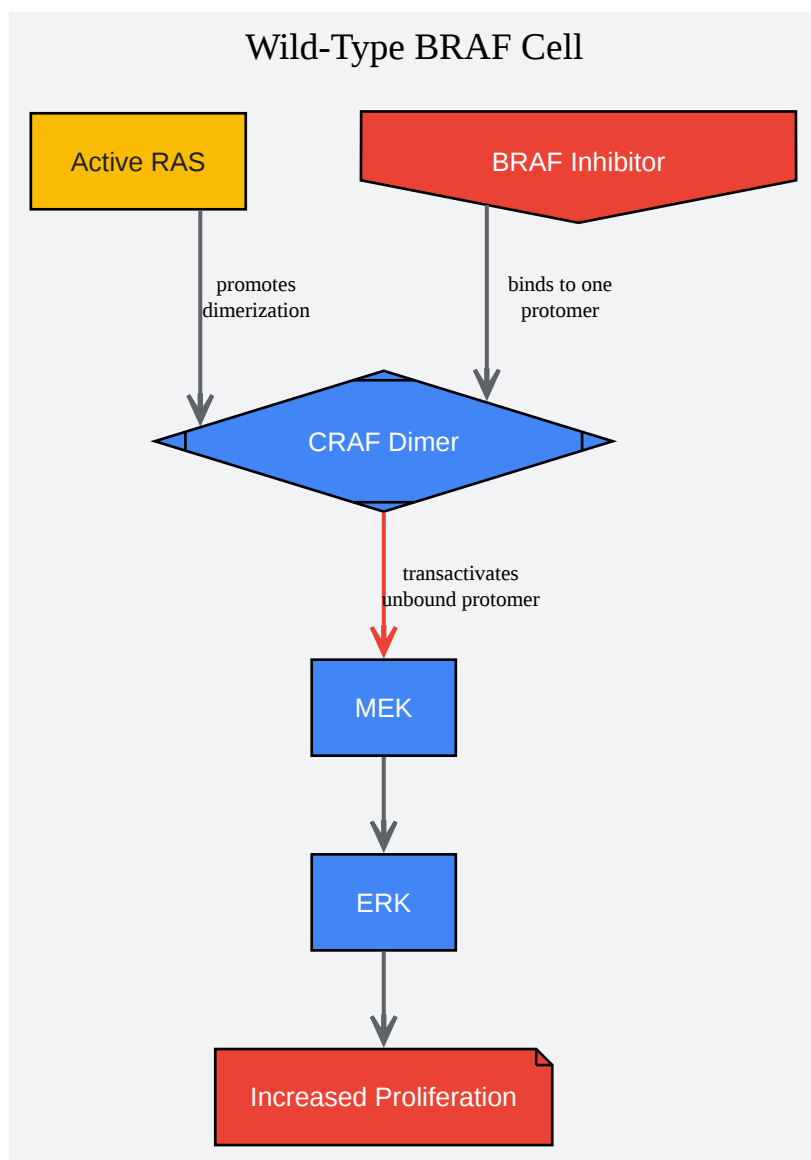 Wild-Type BRAF Cell
Active RAS
BRAF Inhibitor
promotes
dimerization
binds to one
protomer
CRAF Dimer
transactivates
unbound protomer
MEK
ERK
Increased Proliferation